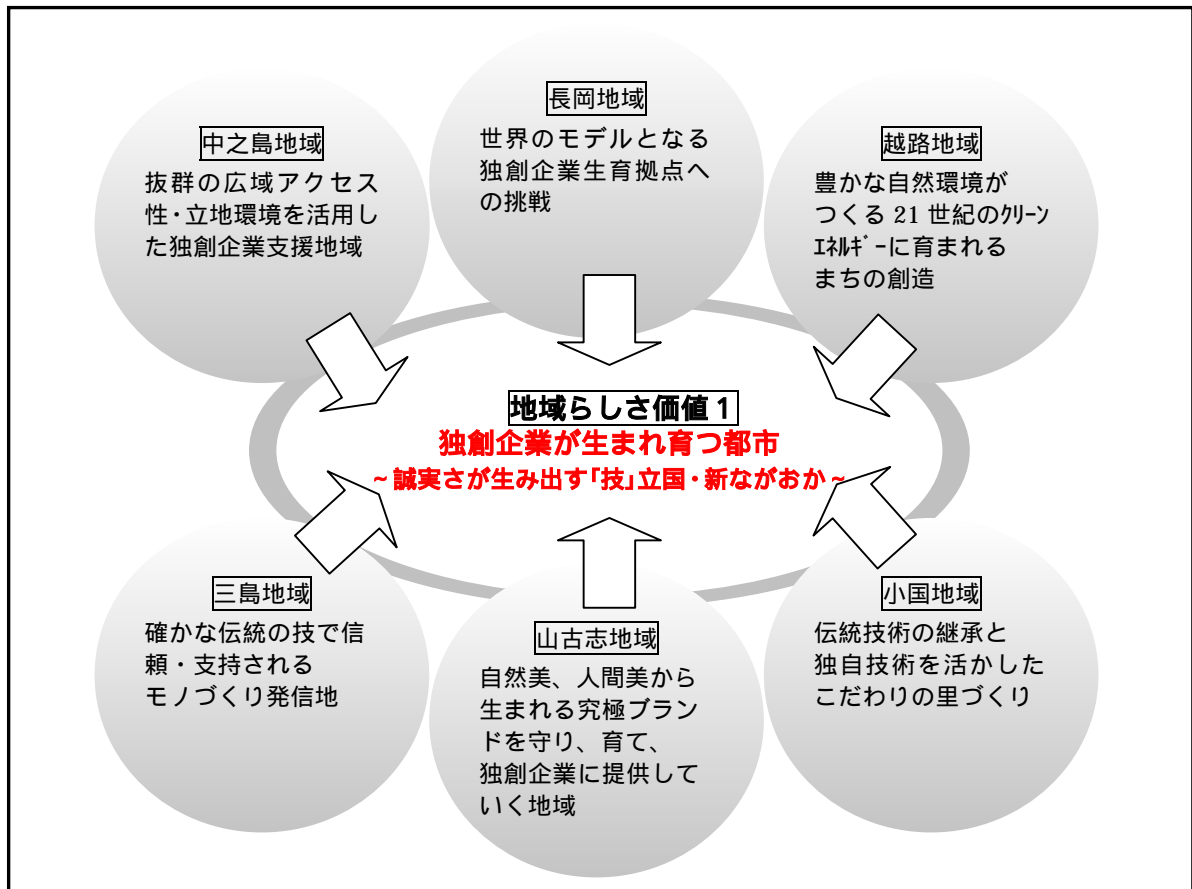 中之島地域
抜群の広域アクセス
性・立地環境を活用し
た独創企業支援地域
長岡地域
世界のモデルとなる
独創企業生育拠点へ
の挑戦
越路地域
豊かな自然環境が
つくる 21 世紀のｸﾘｰﾝ
ｴﾈﾙｷﾞｰに育まれる
まちの創造
地域らしさ価値 1
独創企業が生まれ育つ都市
~誠実さが生み出す｢技｣立国・新ながおか~
三島地域
確かな伝統の技で信
頼・支持される
モノづくり発信地
山古志地域
自然美、人間美から
生まれる究極ブラン
ドを守り、育て、
独創企業に提供して
いく地域
小国地域
伝統技術の継承と
独自技術を活かした
こだわりの里づくり